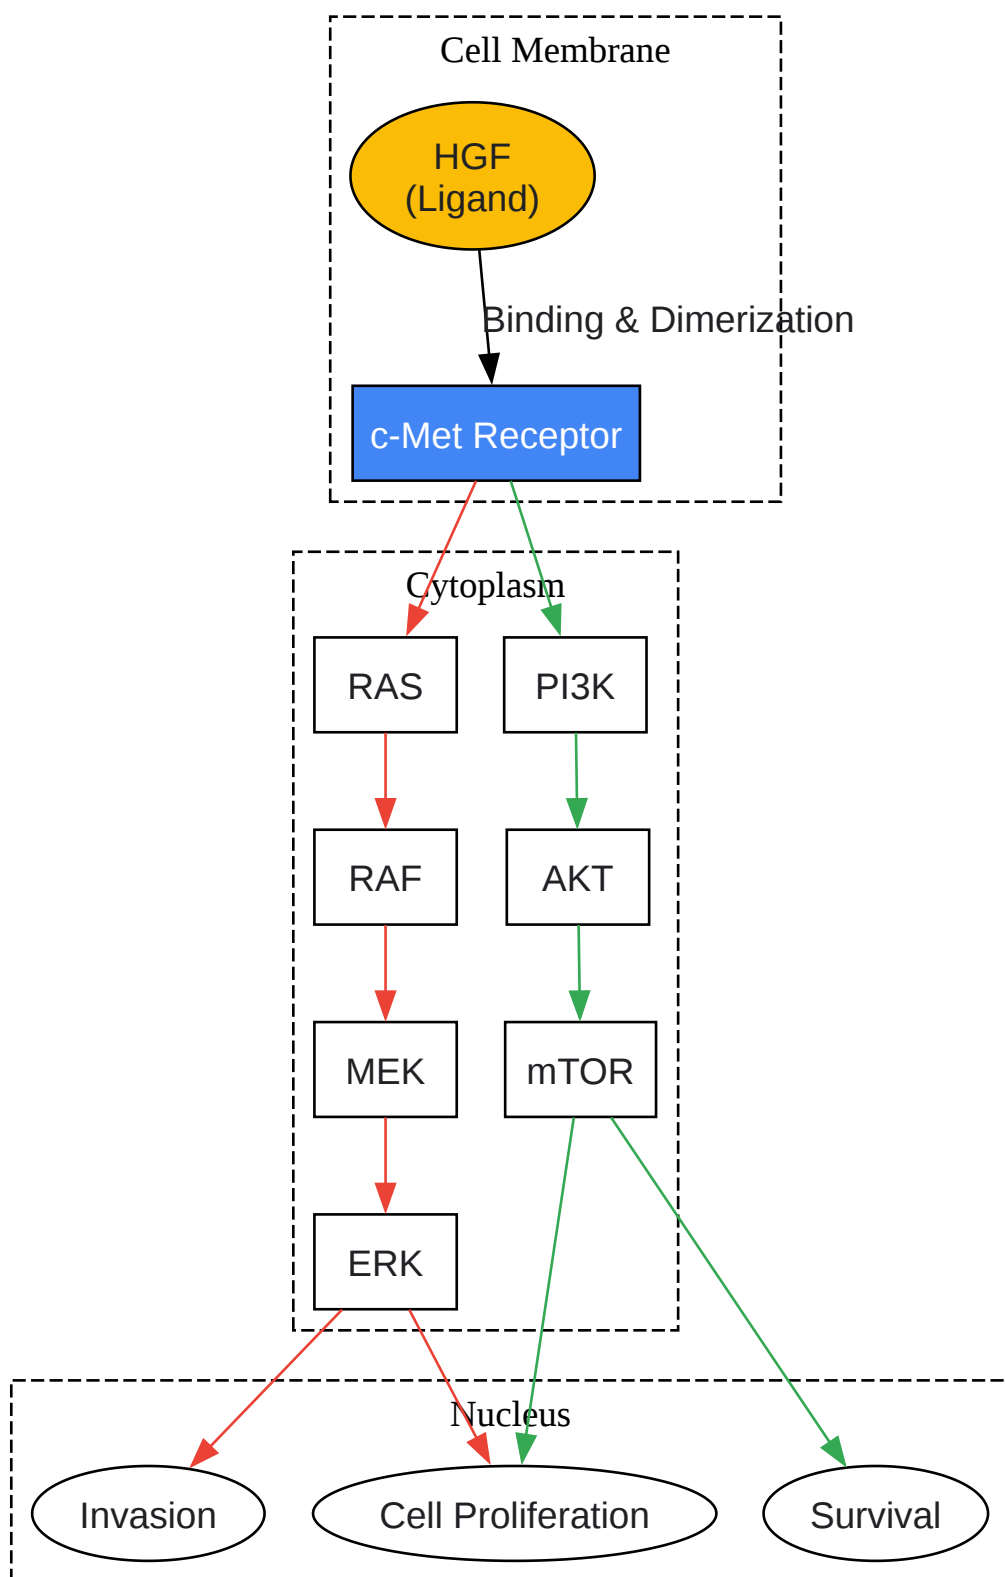 Cell Membrane
HGF
(Ligand)
Binding & Dimerization
c-Met Receptor
Cytoplasm
RAS
PI3K
RAF
AKT
MEK
mTOR
ERK
Nucleus
Invasion
Cell Proliferation
Survival